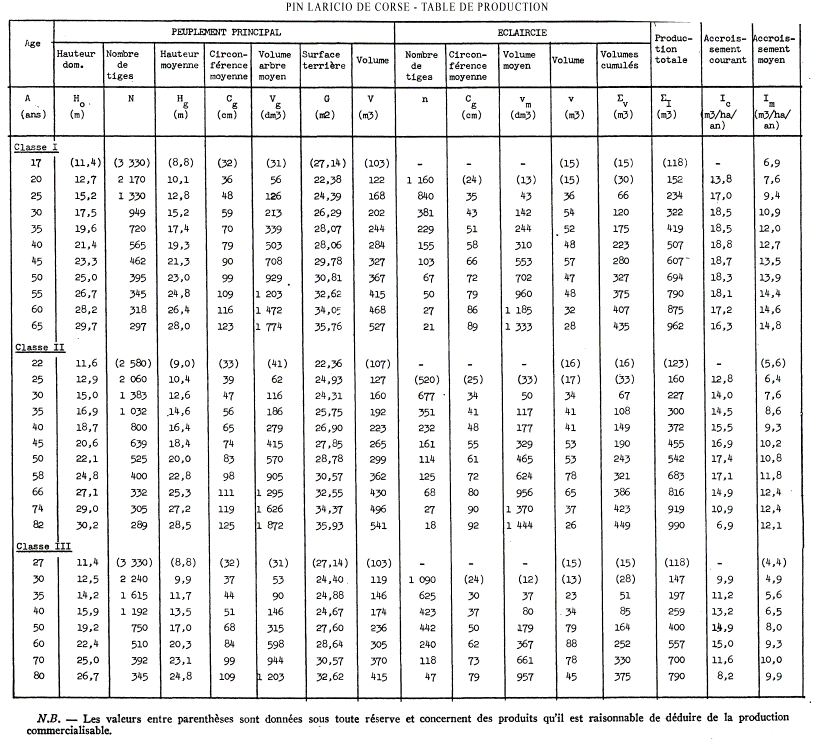 PIN LARICIO DE CORSE - TABLE DE PRODUCTION
Age PEUPLEMENT PRINCIPAL ECLAIRCIE Produc-tion totale Accrois-sement courant Accrois-sement moyen
Hauteur dom. Nombre de tiges Hauteur moyenne Circon-férence moyenne Volume arbre moyen Surface terrière Volume Nombre de tiges Circon-férence moyenne Volume moyen Volume Volumes cumulés
A (ans) Ho (m) N Hg (m) Cg (cm) Vg (dm3) G (m2) V (m3) n Cg (cm) vm (dm3) v (m3) Σv (m3) ΣI (m3) Ic (m3/ha/an) Im (m3/ha/an)
Classe I
17 (11,4) (3 330) (8,8) (32) (31) (27,14) (103) - - - (15) (15) (118) - 6,9
20 12,7 2 170 10,1 36 56 22,38 122 1 160 (24) (13) (15) (30) 152 13,8 7,6
25 15,2 1 330 12,8 48 126 24,39 168 840 35 43 36 66 234 17,0 9,4
30 17,5 949 15,2 59 213 26,29 202 381 43 142 54 120 322 18,5 10,9
35 19,6 720 17,4 70 339 28,07 244 229 51 244 52 175 419 18,5 12,0
40 21,4 565 19,3 79 503 28,06 284 155 58 310 48 223 507 18,8 12,7
45 23,3 462 21,3 90 708 29,78 327 103 66 553 57 280 607 18,7 13,5
50 25,0 395 23,0 99 929 30,81 367 67 72 702 47 327 694 18,3 13,9
55 26,7 345 24,8 109 1 203 32,62 415 50 79 960 48 375 790 18,1 14,4
60 28,2 318 26,4 116 1 472 34,05 468 27 86 1 185 32 407 875 17,2 14,6
65 29,7 297 28,0 123 1 774 35,76 527 21 89 1 333 28 435 962 16,3 14,8
Classe II
22 11,6 (2 580) (9,0) (33) (41) 22,36 (107) - - - (16) (16) (123) - (5,6)
25 12,9 2 060 10,4 39 62 24,93 127 (520) (25) (33) (17) (33) 160 12,8 6,4
30 15,0 1 383 12,6 47 116 24,31 160 677 34 50 34 67 227 14,0 7,6
35 16,9 1 032 14,6 56 186 25,75 192 351 41 117 41 108 300 14,5 8,6
40 18,7 800 16,4 65 279 26,90 223 232 48 177 41 149 372 15,5 9,3
45 20,6 639 18,4 74 415 27,85 265 161 55 329 53 190 455 16,9 10,2
50 22,1 525 20,0 83 570 28,78 299 114 61 465 53 243 542 17,4 10,8
58 24,8 400 22,8 98 905 30,57 362 125 72 624 78 321 683 17,1 11,8
66 27,1 332 25,3 111 1 295 32,55 430 68 80 956 65 386 816 14,9 12,4
74 29,0 305 27,2 119 1 626 34,37 496 27 90 1 370 37 423 919 10,9 12,4
82 30,2 289 28,5 125 1 872 35,93 541 18 92 1 444 26 449 990 6,9 12,1
Classe III
27 11,4 (3 330) (8,8) (32) (31) (27,14) (103) - - - (15) (15) (118) - (4,4)
30 12,5 2 240 9,9 37 53 24,40 119 1 090 (24) (12) (13) (28) 147 9,9 4,9
35 14,2 1 615 11,7 44 90 24,88 146 625 30 37 23 51 197 11,2 5,6
40 15,9 1 192 13,5 51 146 24,67 174 423 37 80 34 85 259 13,2 6,5
50 19,2 750 17,0 68 315 27,60 236 442 50 179 79 164 400 14,9 8,0
60 22,4 510 20,3 84 598 28,64 305 240 62 367 88 252 557 15,0 9,3
70 25,0 392 23,1 99 944 30,57 370 118 73 661 78 330 700 11,6 10,0
80 26,7 345 24,8 109 1 203 32,62 415 47 79 957 45 375 790 8,2 9,9
N.B. — Les valeurs entre parenthèses sont données sous toute réserve et concernent des produits qu'il est raisonnable de déduire de la production
commercialisable.